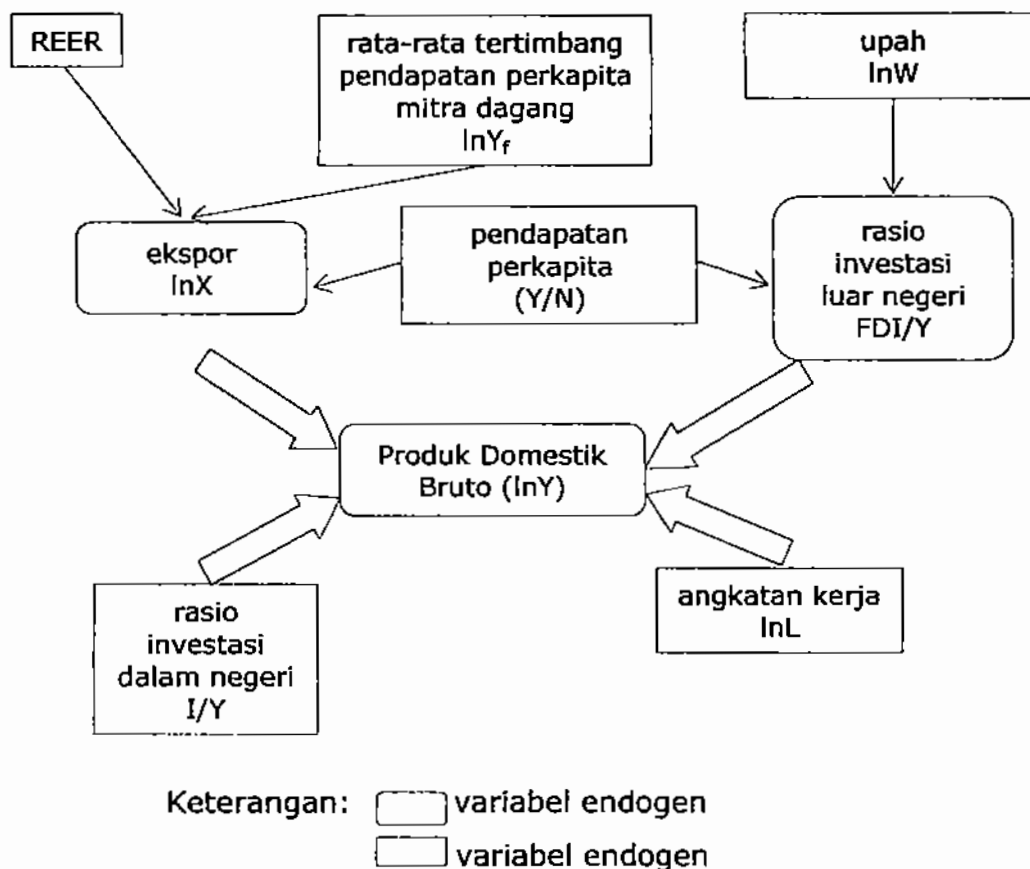 REER
rata-rata tertimbang
pendapatan perkapita
mitra dagang
lnY_f
upah
lnW
ekspor
lnX
pendapatan
perkapita
(Y/N)
rasio
investasi
luar negeri
FDI/Y
Produk Domestik
Bruto (lnY)
rasio
investasi
dalam negeri
I/Y
angkatan kerja
lnL
Keterangan:
variabel endogen
variabel endogen